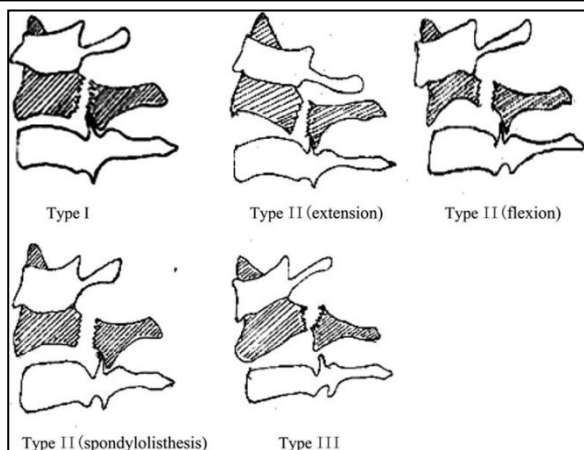 Type I
Type II (extension)
Type II (flexion)
Type II (spondylolisthesis)
Type III